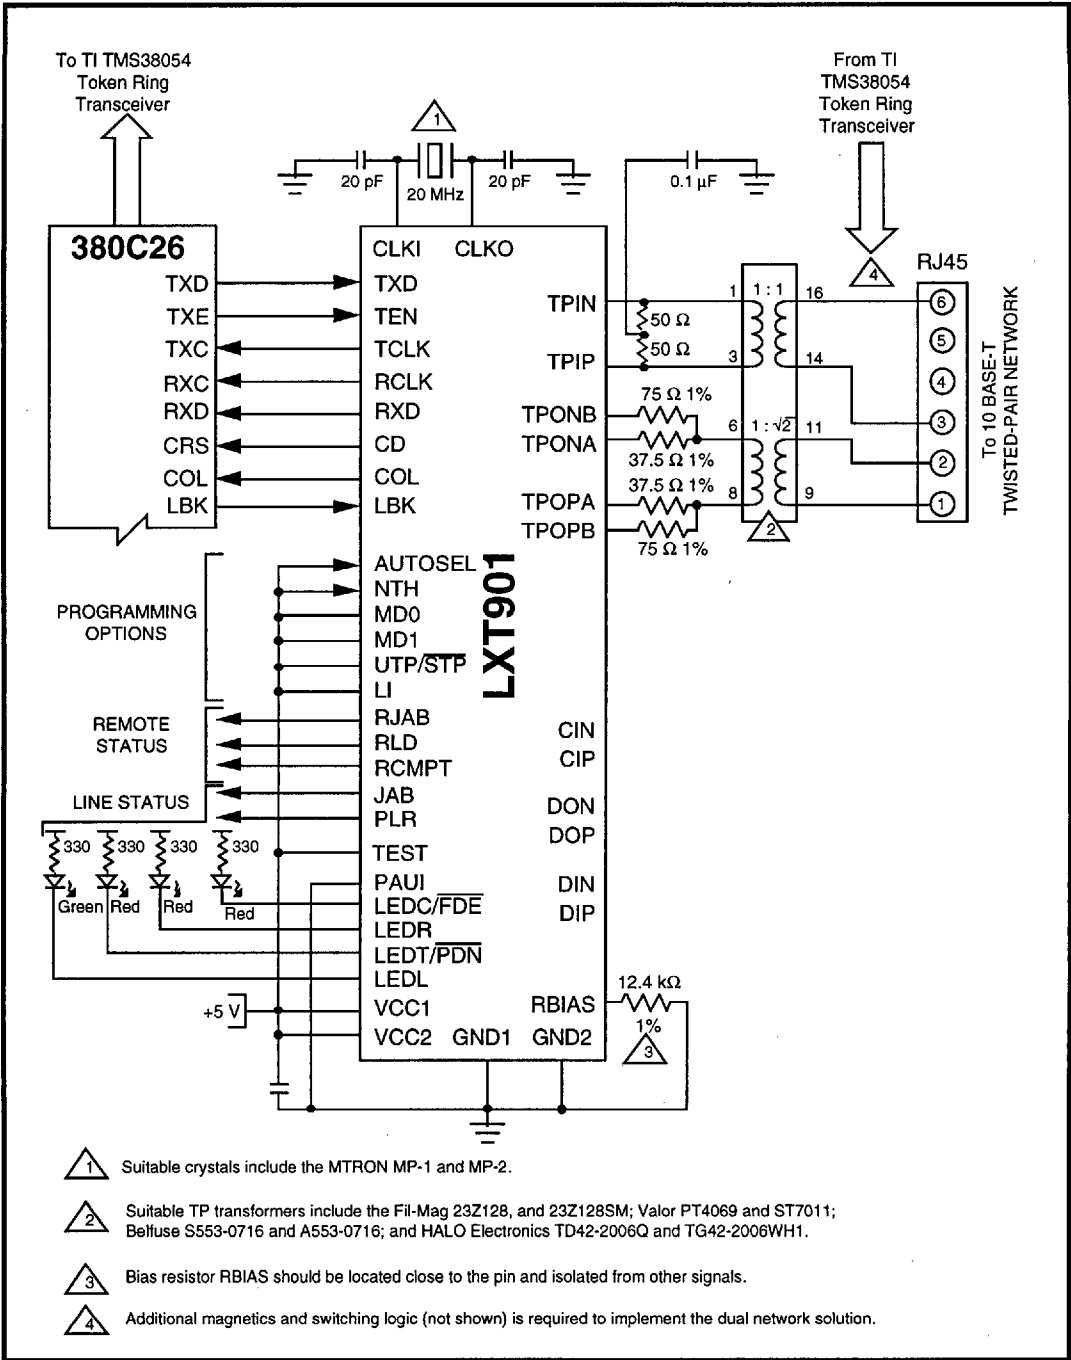 To TI TMS38054
Token Ring
Transceiver
From TI
TMS38054
Token Ring
Transceiver
1
20 pF
20 MHz
20 pF
0.1 µF
4
RJ45
380C26
TXD
TXE
TXC
RXC
RXD
CRS
COL
LBK
CLKI
CLKO
TXD
TEN
TCLK
RCLK
RXD
CD
COL
LBK
AUTOSEL
NTH
MD0
MD1
UTP/STP
LI
RJAB
RLD
RCMPT
JAB
PLR
TEST
PAUI
LEDC/FDE
LEDR
LEDT/PDN
LEDL
VCC1
VCC2
GND1
GND2
LXT901
TPIN
TPIP
TPONB
TPONA
TPOPA
TPOPB
CIN
CIP
DON
DOP
DIN
DIP
RBIAS
50 Ω
50 Ω
75 Ω 1%
37.5 Ω 1%
37.5 Ω 1%
75 Ω 1%
1
1 : 1
16
3
14
6
1 : √2
11
8
9
2
6
5
4
3
2
1
To 10 BASE-T
TWISTED-PAIR NETWORK
PROGRAMMING
OPTIONS
REMOTE
STATUS
LINE STATUS
330
330
330
330
Green
Red
Red
Red
+5 V
12.4 kΩ
1%
3
1 Suitable crystals include the MTRON MP-1 and MP-2.
2 Suitable TP transformers include the Fil-Mag 23Z128, and 23Z128SM; Valor PT4069 and ST7011;
Belfuse S553-0716 and A553-0716; and HALO Electronics TD42-2006Q and TG42-2006WH1.
3 Bias resistor RBIAS should be located close to the pin and isolated from other signals.
4 Additional magnetics and switching logic (not shown) is required to implement the dual network solution.